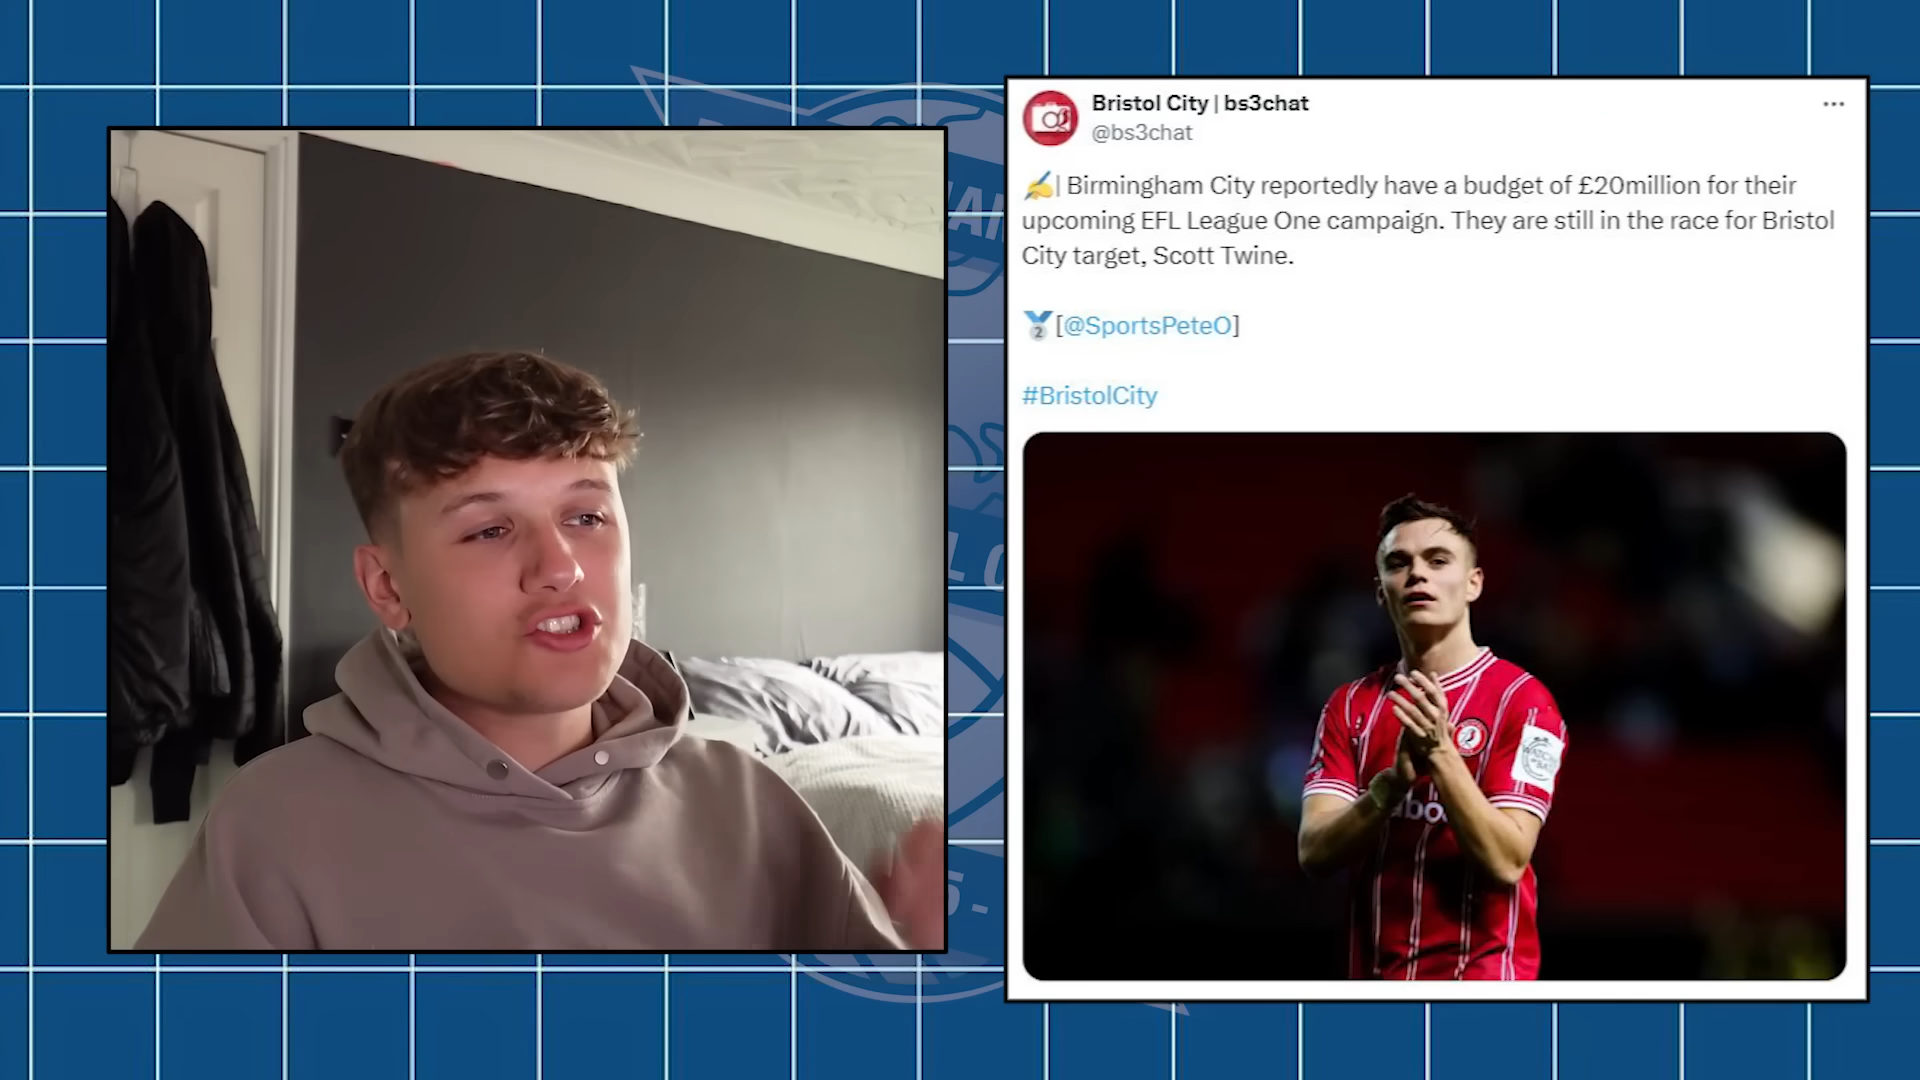 Bristol City | bs3chat
@bs3chat
✍️| Birmingham City reportedly have a budget of £20million for their
upcoming EFL League One campaign. They are still in the race for Bristol
City target, Scott Twine.
🥈[@SportsPeteO]
#BristolCity